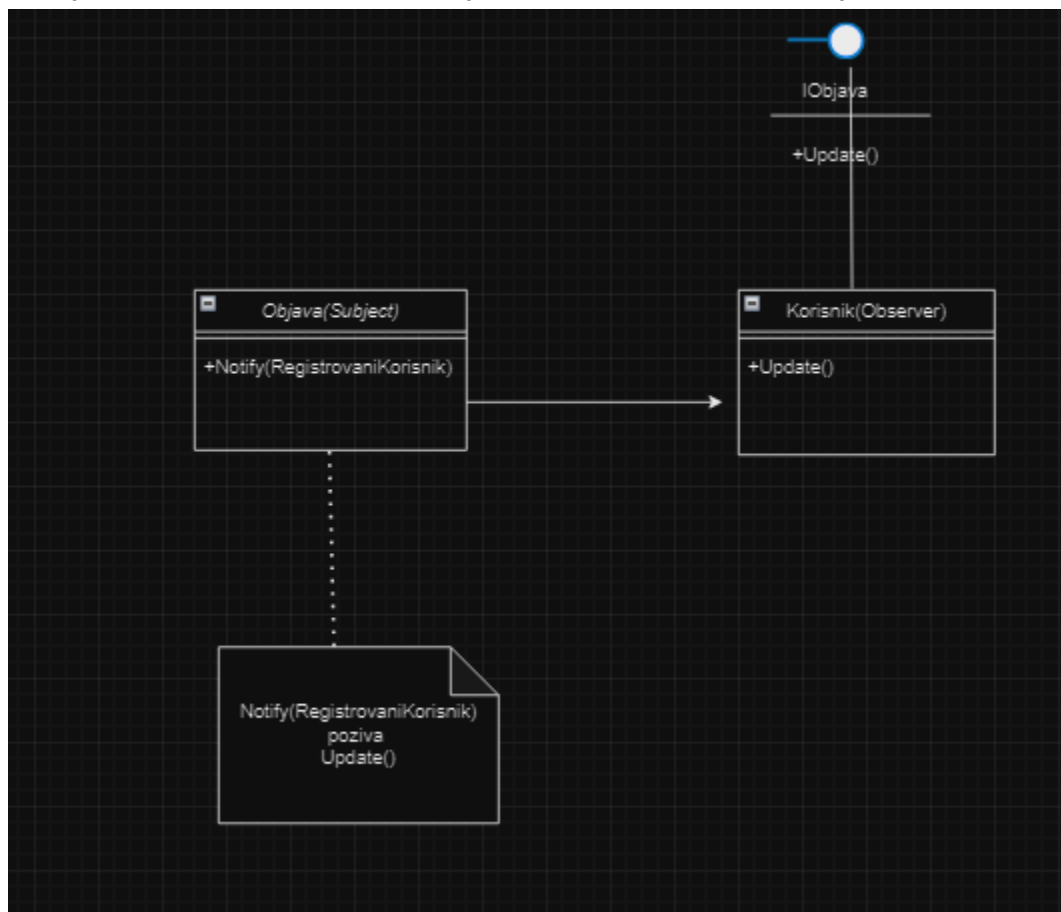 IObjava
+Update()
Objava(Subject)
+Notify(RegistrovaniKorisnik)
Korisnik(Observer)
+Update()
Notify(RegistrovaniKorisnik)
poziva
Update()